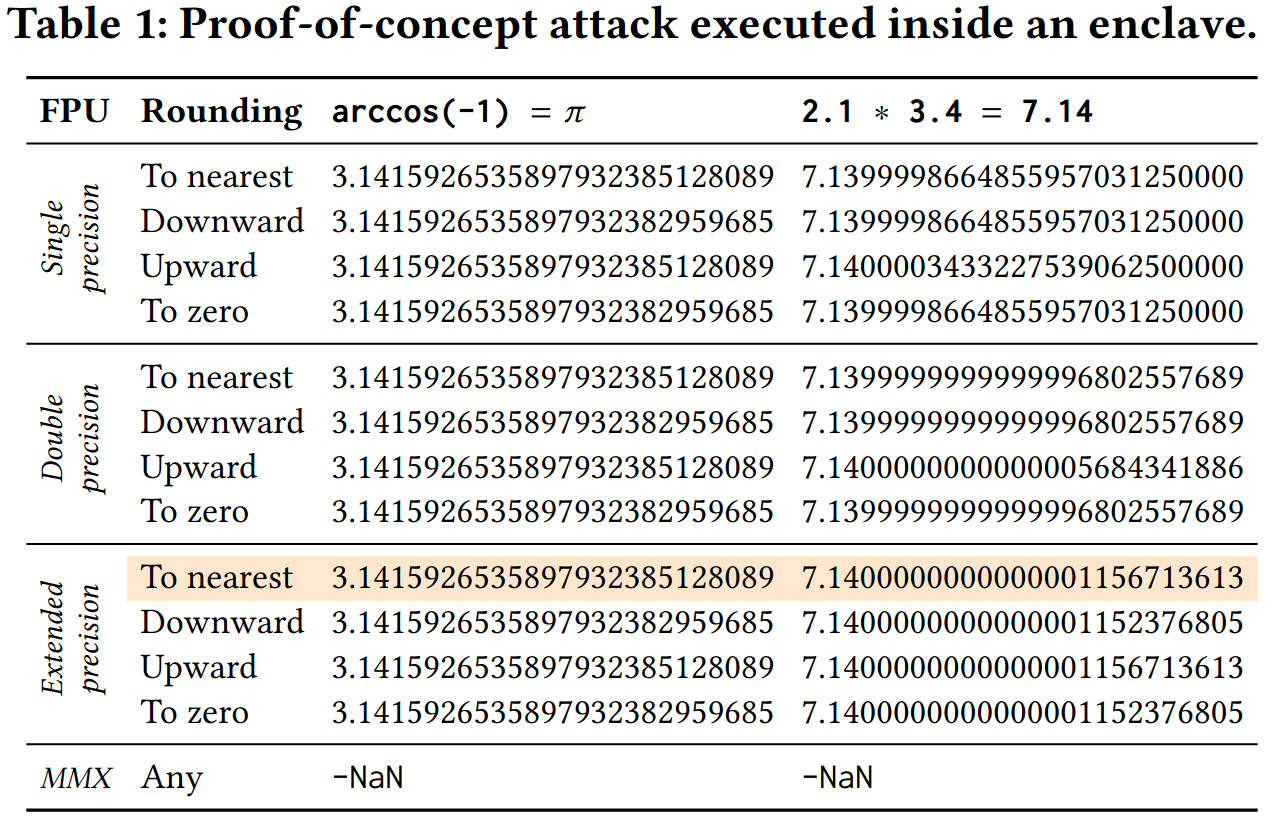 Table 1: Proof-of-concept attack executed inside an enclave.
FPU Rounding arccos(-1) = π 2.1 * 3.4 = 7.14
Single precision
To nearest 3.1415926535897932385128089 7.1399998664855957031250000
Downward 3.1415926535897932382959685 7.1399998664855957031250000
Upward 3.1415926535897932385128089 7.1400003433227539062500000
To zero 3.1415926535897932382959685 7.1399998664855957031250000
Double precision
To nearest 3.1415926535897932385128089 7.1399999999999996802557689
Downward 3.1415926535897932382959685 7.1399999999999996802557689
Upward 3.1415926535897932385128089 7.1400000000000005684341886
To zero 3.1415926535897932382959685 7.1399999999999996802557689
Extended precision
To nearest 3.1415926535897932385128089 7.1400000000000001156713613
Downward 3.1415926535897932382959685 7.1400000000000001152376805
Upward 3.1415926535897932385128089 7.1400000000000001156713613
To zero 3.1415926535897932382959685 7.1400000000000001152376805
MMX Any -NaN -NaN